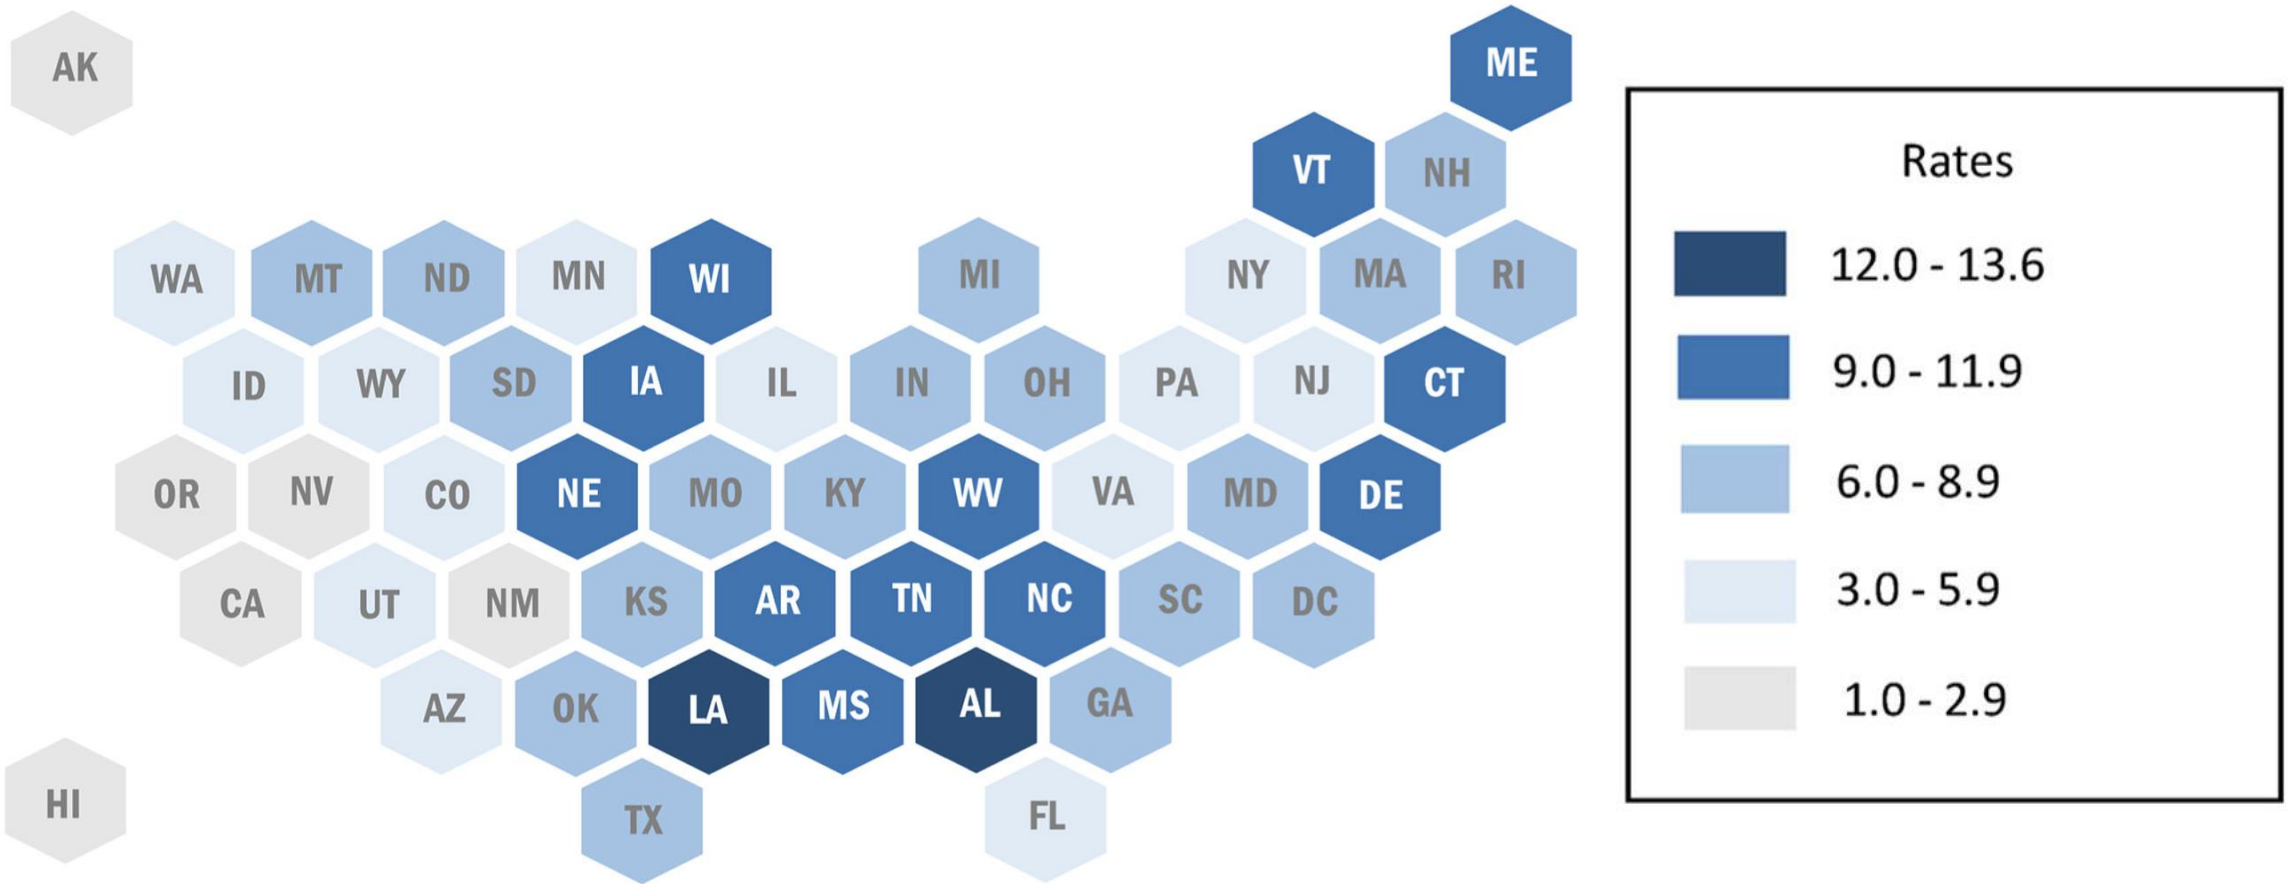 AK
ME
VT
NH
WA
MT
ND
MN
WI
MI
NY
MA
RI
ID
WY
SD
IA
IL
IN
OH
PA
NJ
CT
OR
NV
CO
NE
MO
KY
WV
VA
MD
DE
CA
UT
NM
KS
AR
TN
NC
SC
DC
AZ
OK
LA
MS
AL
GA
HI
TX
FL
Rates
12.0 - 13.6
9.0 - 11.9
6.0 - 8.9
3.0 - 5.9
1.0 - 2.9